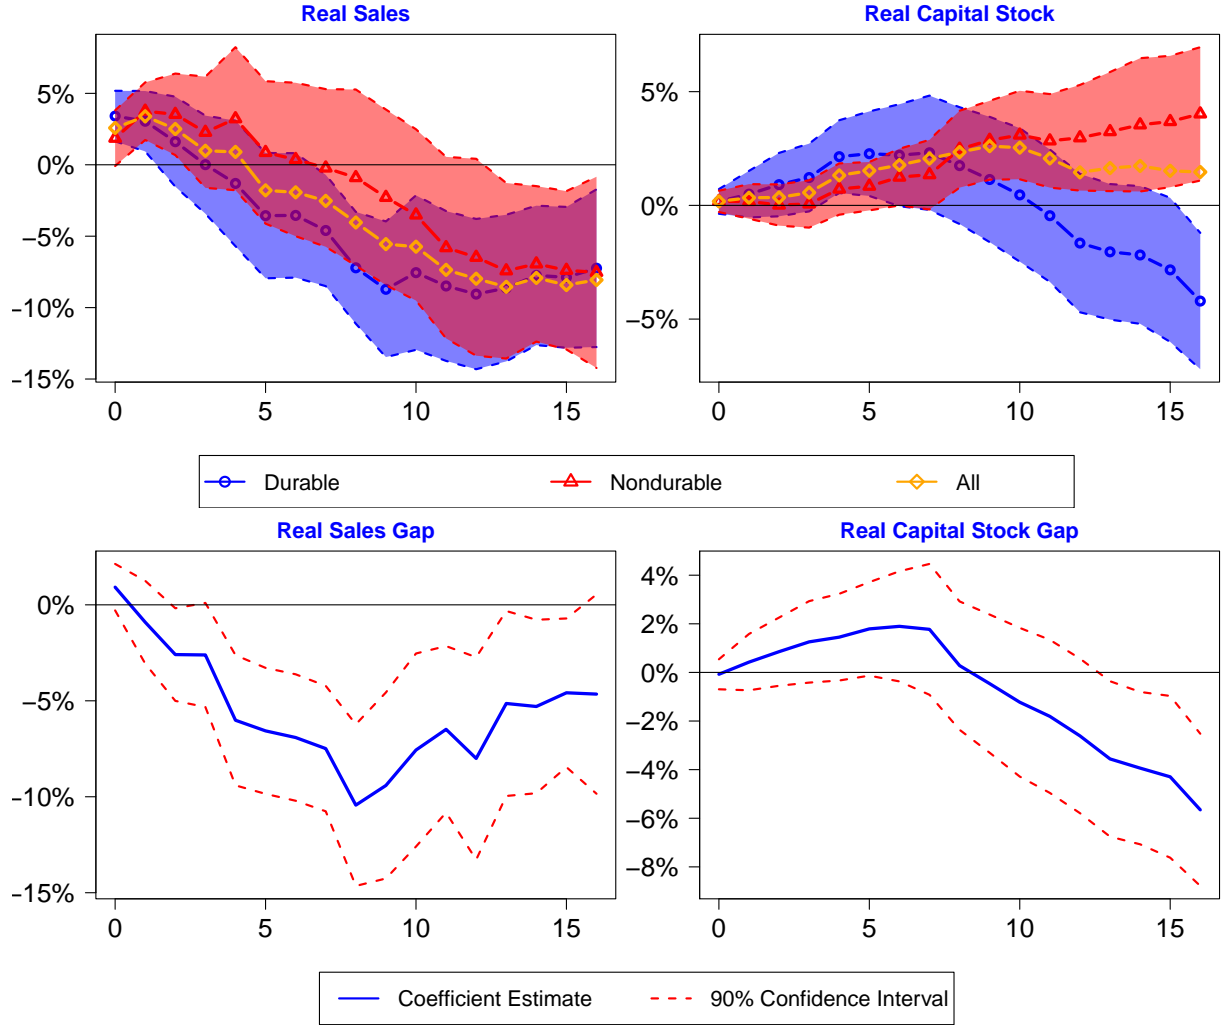 Real Sales
Real Capital Stock
5%
0%
−5%
−10%
−15%
0 5 10 15
5%
0%
−5%
0 5 10 15
Durable Nondurable All
Real Sales Gap
Real Capital Stock Gap
0%
−5%
−10%
−15%
0 5 10 15
4%
2%
0%
−2%
−4%
−6%
−8%
0 5 10 15
Coefficient Estimate 90% Confidence Interval